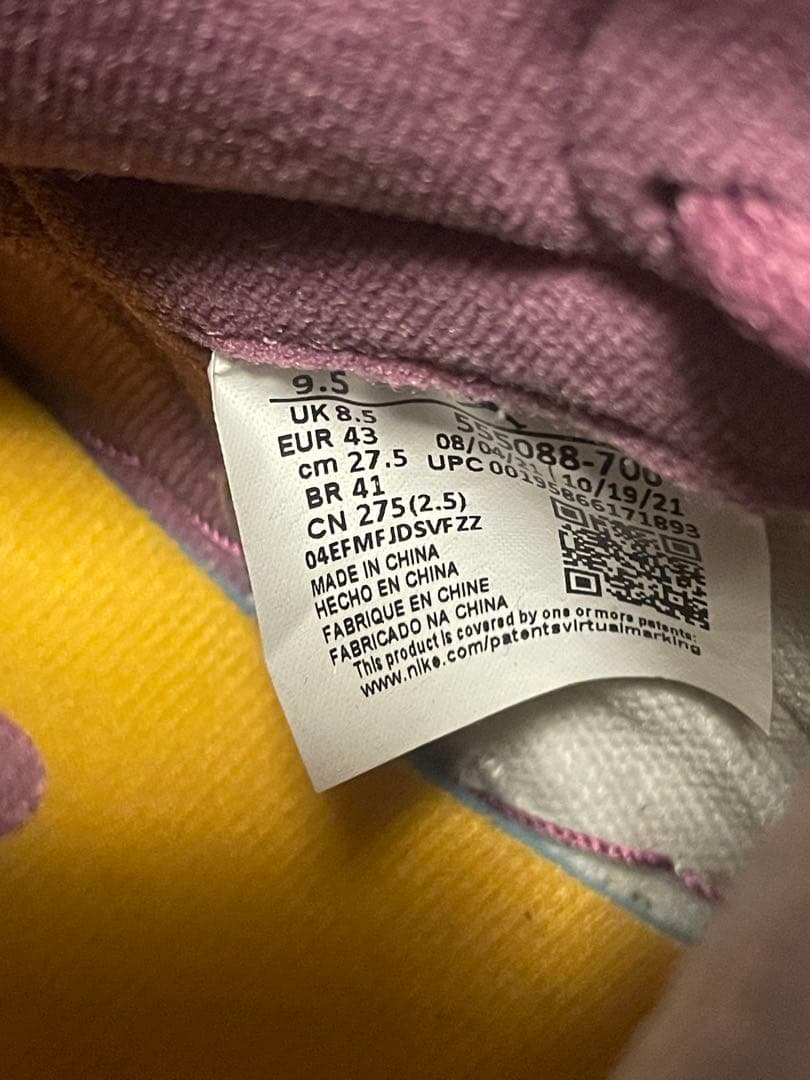 9.5
UK 8.5
EUR 43
cm 27.5
BR 41
CN 275(2.5)
04EFMFJDSVFZZ
555088-700
08/04/21 10/19/21
UPC 00195866171893
MADE IN CHINA
HECHO EN CHINA
FABRIQUE EN CHINE
FABRICADO NA CHINA
This product is covered by one or more patents:
www.nike.com/patentsvirtualmarking